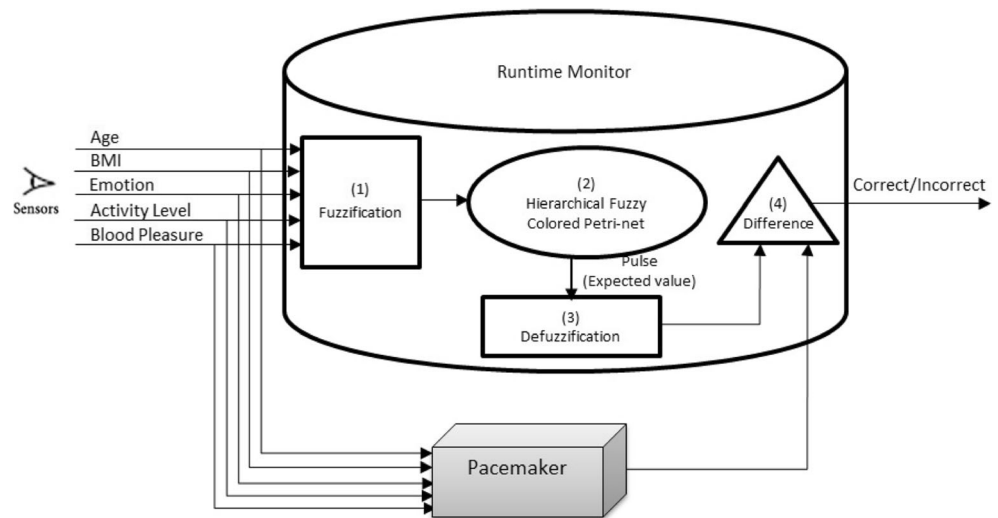 Runtime Monitor
Age
BMI
Emotion
Activity Level
Blood Pleasure
Sensors
(1)
Fuzzification
(2)
Hierarchical Fuzzy
Colored Petri-net
Pulse
(Expected value)
(3)
Defuzzification
(4)
Difference
Correct/Incorrect
Pacemaker